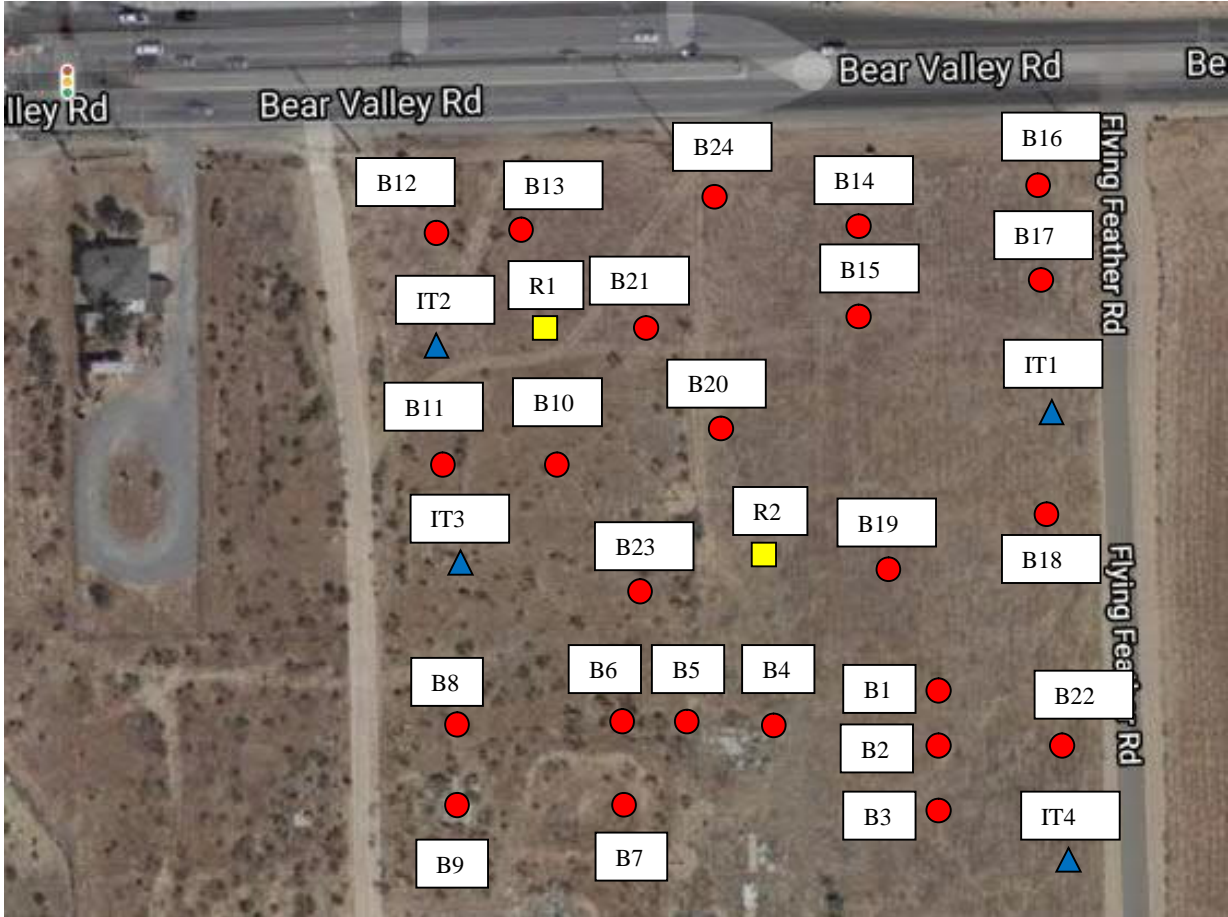 Bear Valley Rd
Be
lley Rd
Bear Valley Rd
Flying Feather Rd
B24
B16
B12
B13
B14
B17
B15
IT2
R1
B21
IT1
B20
B11
B10
IT3
R2
B19
B23
B18
Flying Feather Rd
B8
B6
B5
B4
B1
B22
B2
B3
IT4
B9
B7